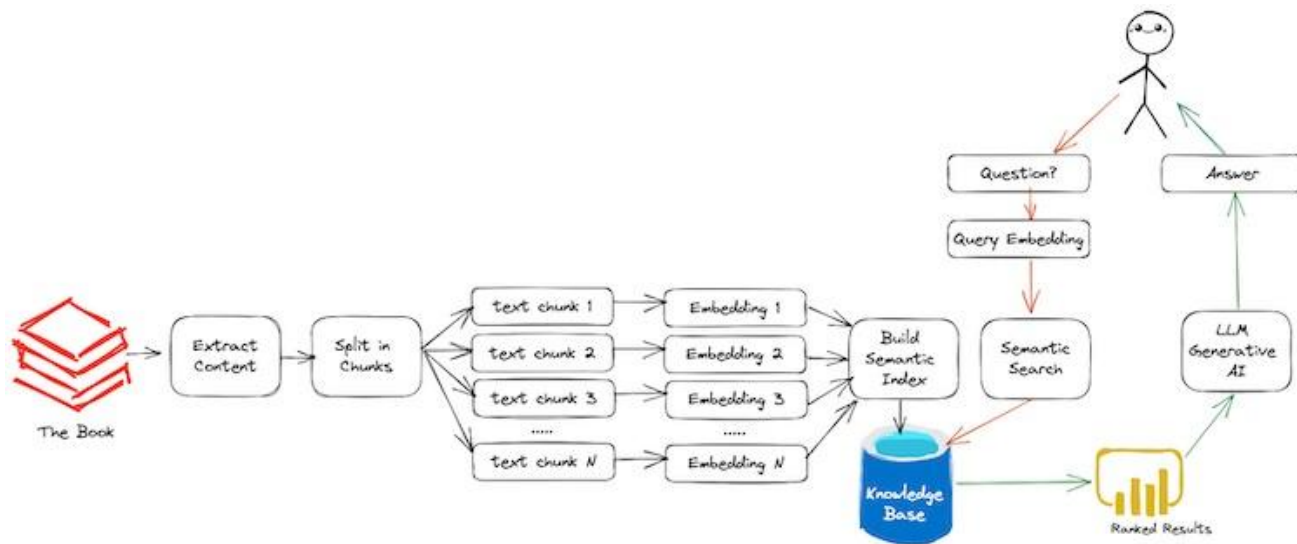 Question?
Answer
Query Embedding
The Book
Extract
Content
Split in
Chunks
text chunk 1
text chunk 2
text chunk 3
.....
text chunk N
Embedding 1
Embedding 2
Embedding 3
.....
Embedding N
Build
Semantic
Index
Semantic
Search
LLM
Generative
AI
Knowledge
Base
Ranked Results